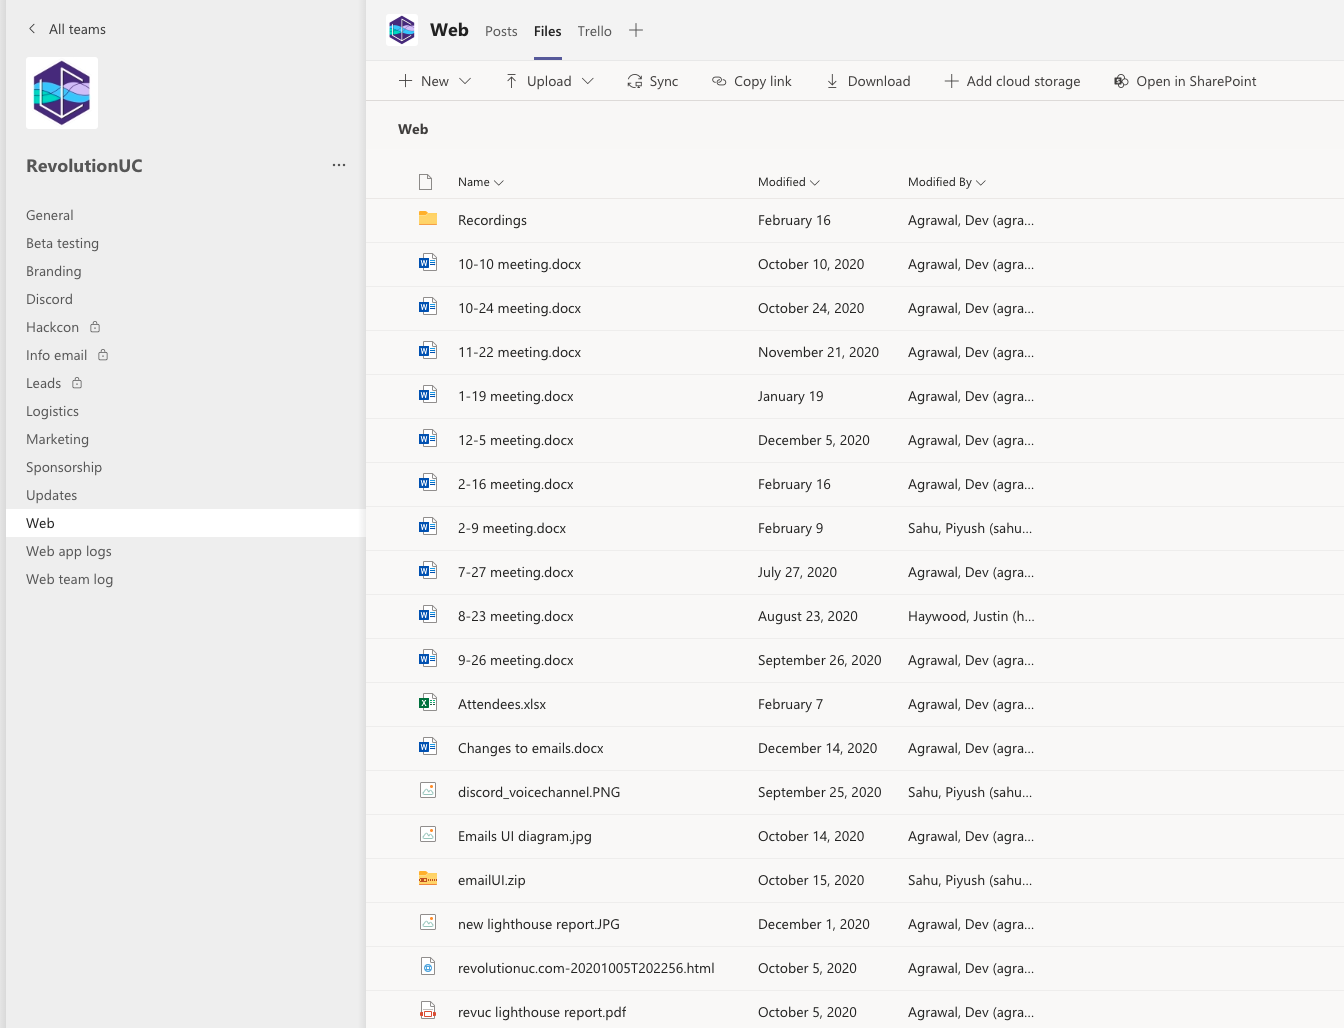 All teams
RevolutionUC
...
General
Beta testing
Branding
Discord
Hackcon
Info email
Leads
Logistics
Marketing
Sponsorship
Updates
Web
Web app logs
Web team log
Web Posts Files Trello
New Upload Sync Copy link Download Add cloud storage Open in SharePoint
Web
Name Modified Modified By
Recordings February 16 Agrawal, Dev (agra...
10-10 meeting.docx October 10, 2020 Agrawal, Dev (agra...
10-24 meeting.docx October 24, 2020 Agrawal, Dev (agra...
11-22 meeting.docx November 21, 2020 Agrawal, Dev (agra...
1-19 meeting.docx January 19 Agrawal, Dev (agra...
12-5 meeting.docx December 5, 2020 Agrawal, Dev (agra...
2-16 meeting.docx February 16 Agrawal, Dev (agra...
2-9 meeting.docx February 9 Sahu, Piyush (sahu...
7-27 meeting.docx July 27, 2020 Agrawal, Dev (agra...
8-23 meeting.docx August 23, 2020 Haywood, Justin (h...
9-26 meeting.docx September 26, 2020 Agrawal, Dev (agra...
Attendees.xlsx February 7 Agrawal, Dev (agra...
Changes to emails.docx December 14, 2020 Agrawal, Dev (agra...
discord_voicechannel.PNG September 25, 2020 Sahu, Piyush (sahu...
Emails UI diagram.jpg October 14, 2020 Agrawal, Dev (agra...
emailUI.zip October 15, 2020 Sahu, Piyush (sahu...
new lighthouse report.JPG December 1, 2020 Agrawal, Dev (agra...
revolutionuc.com-20201005T202256.html October 5, 2020 Agrawal, Dev (agra...
revuc lighthouse report.pdf October 5, 2020 Agrawal, Dev (agra...